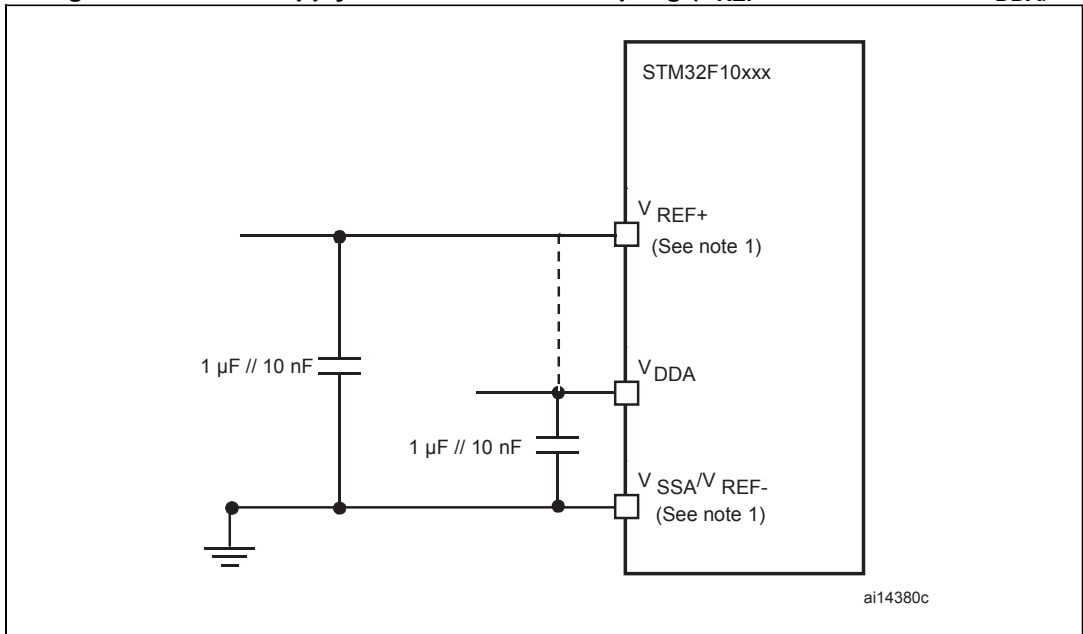 STM32F10xxx
V REF+
(See note 1)
1 µF // 10 nF
V DDA
1 µF // 10 nF
V SSA/V REF-
(See note 1)
ai14380c